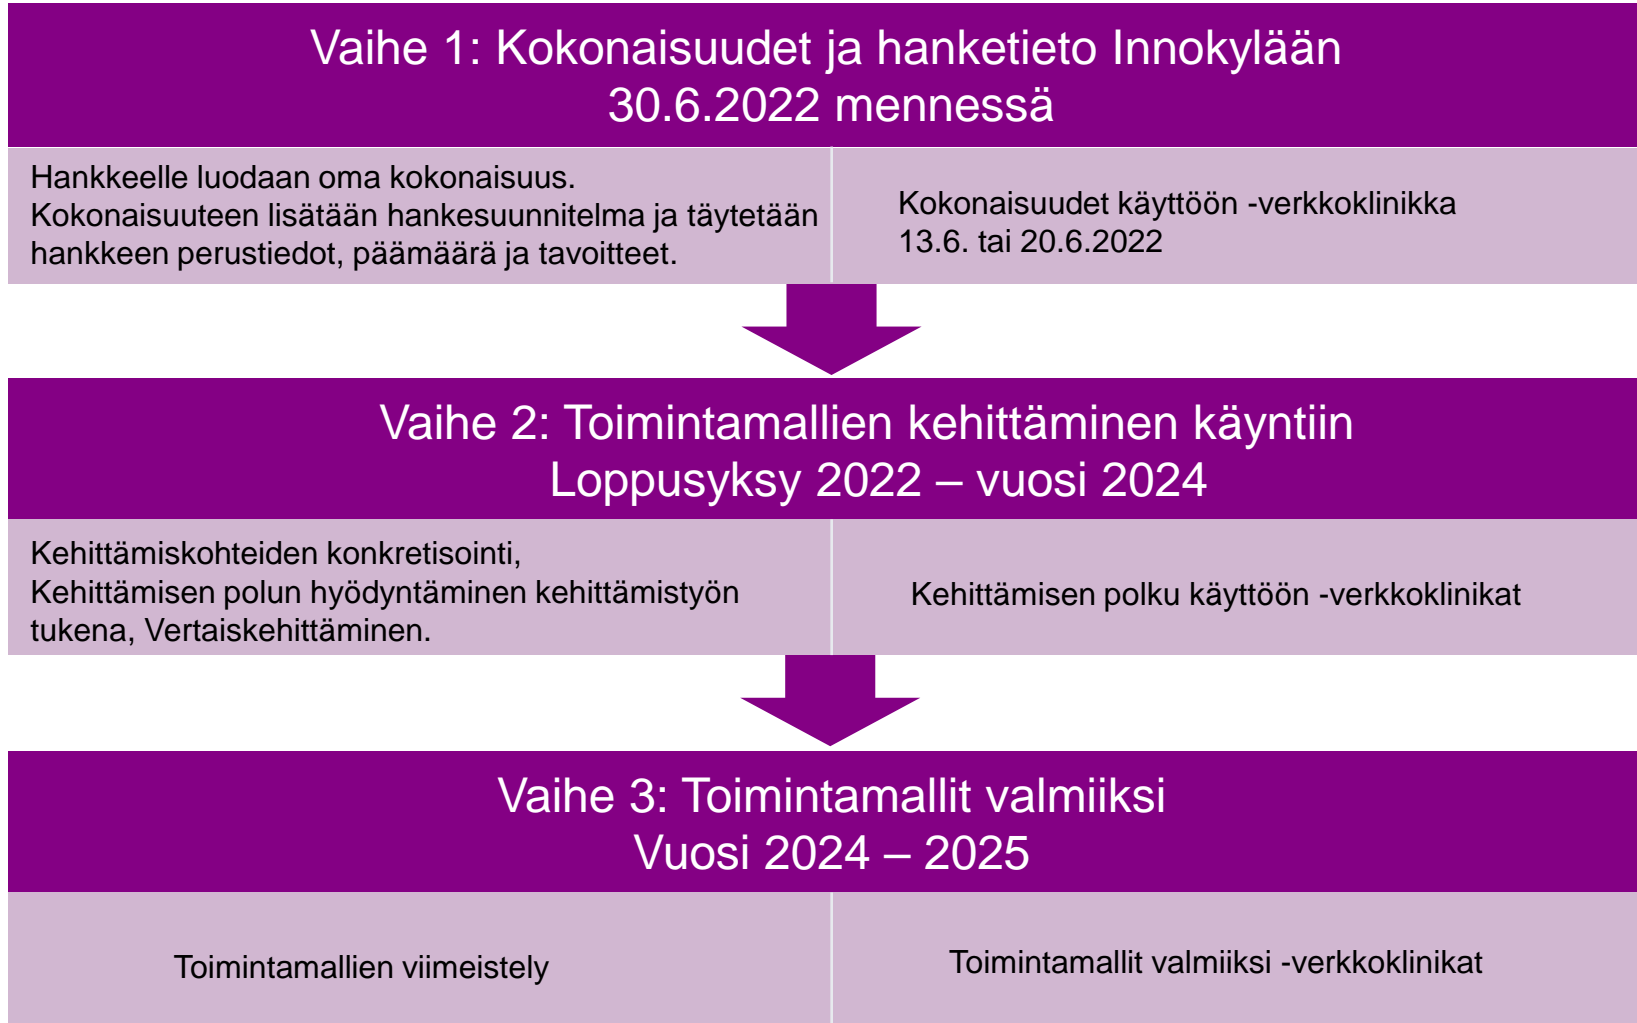 Vaihe 1: Kokonaisuudet ja hanketieto Innokylään
30.6.2022 mennessä
Hankkeelle luodaan oma kokonaisuus.
Kokonaisuuteen lisätään hankesuunnitelma ja täytetään
hankkeen perustiedot, päämäärä ja tavoitteet.
Kokonaisuudet käyttöön -verkkoklinikka
13.6. tai 20.6.2022
Vaihe 2: Toimintamallien kehittäminen käyntiin
Loppusyksy 2022 – vuosi 2024
Kehittämiskohteiden konkretisointi,
Kehittämisen polun hyödyntäminen kehittämistyön
tukena, Vertaiskehittäminen.
Kehittämisen polku käyttöön -verkkoklinikat
Vaihe 3: Toimintamallit valmiiksi
Vuosi 2024 – 2025
Toimintamallien viimeistely
Toimintamallit valmiiksi -verkkoklinikat